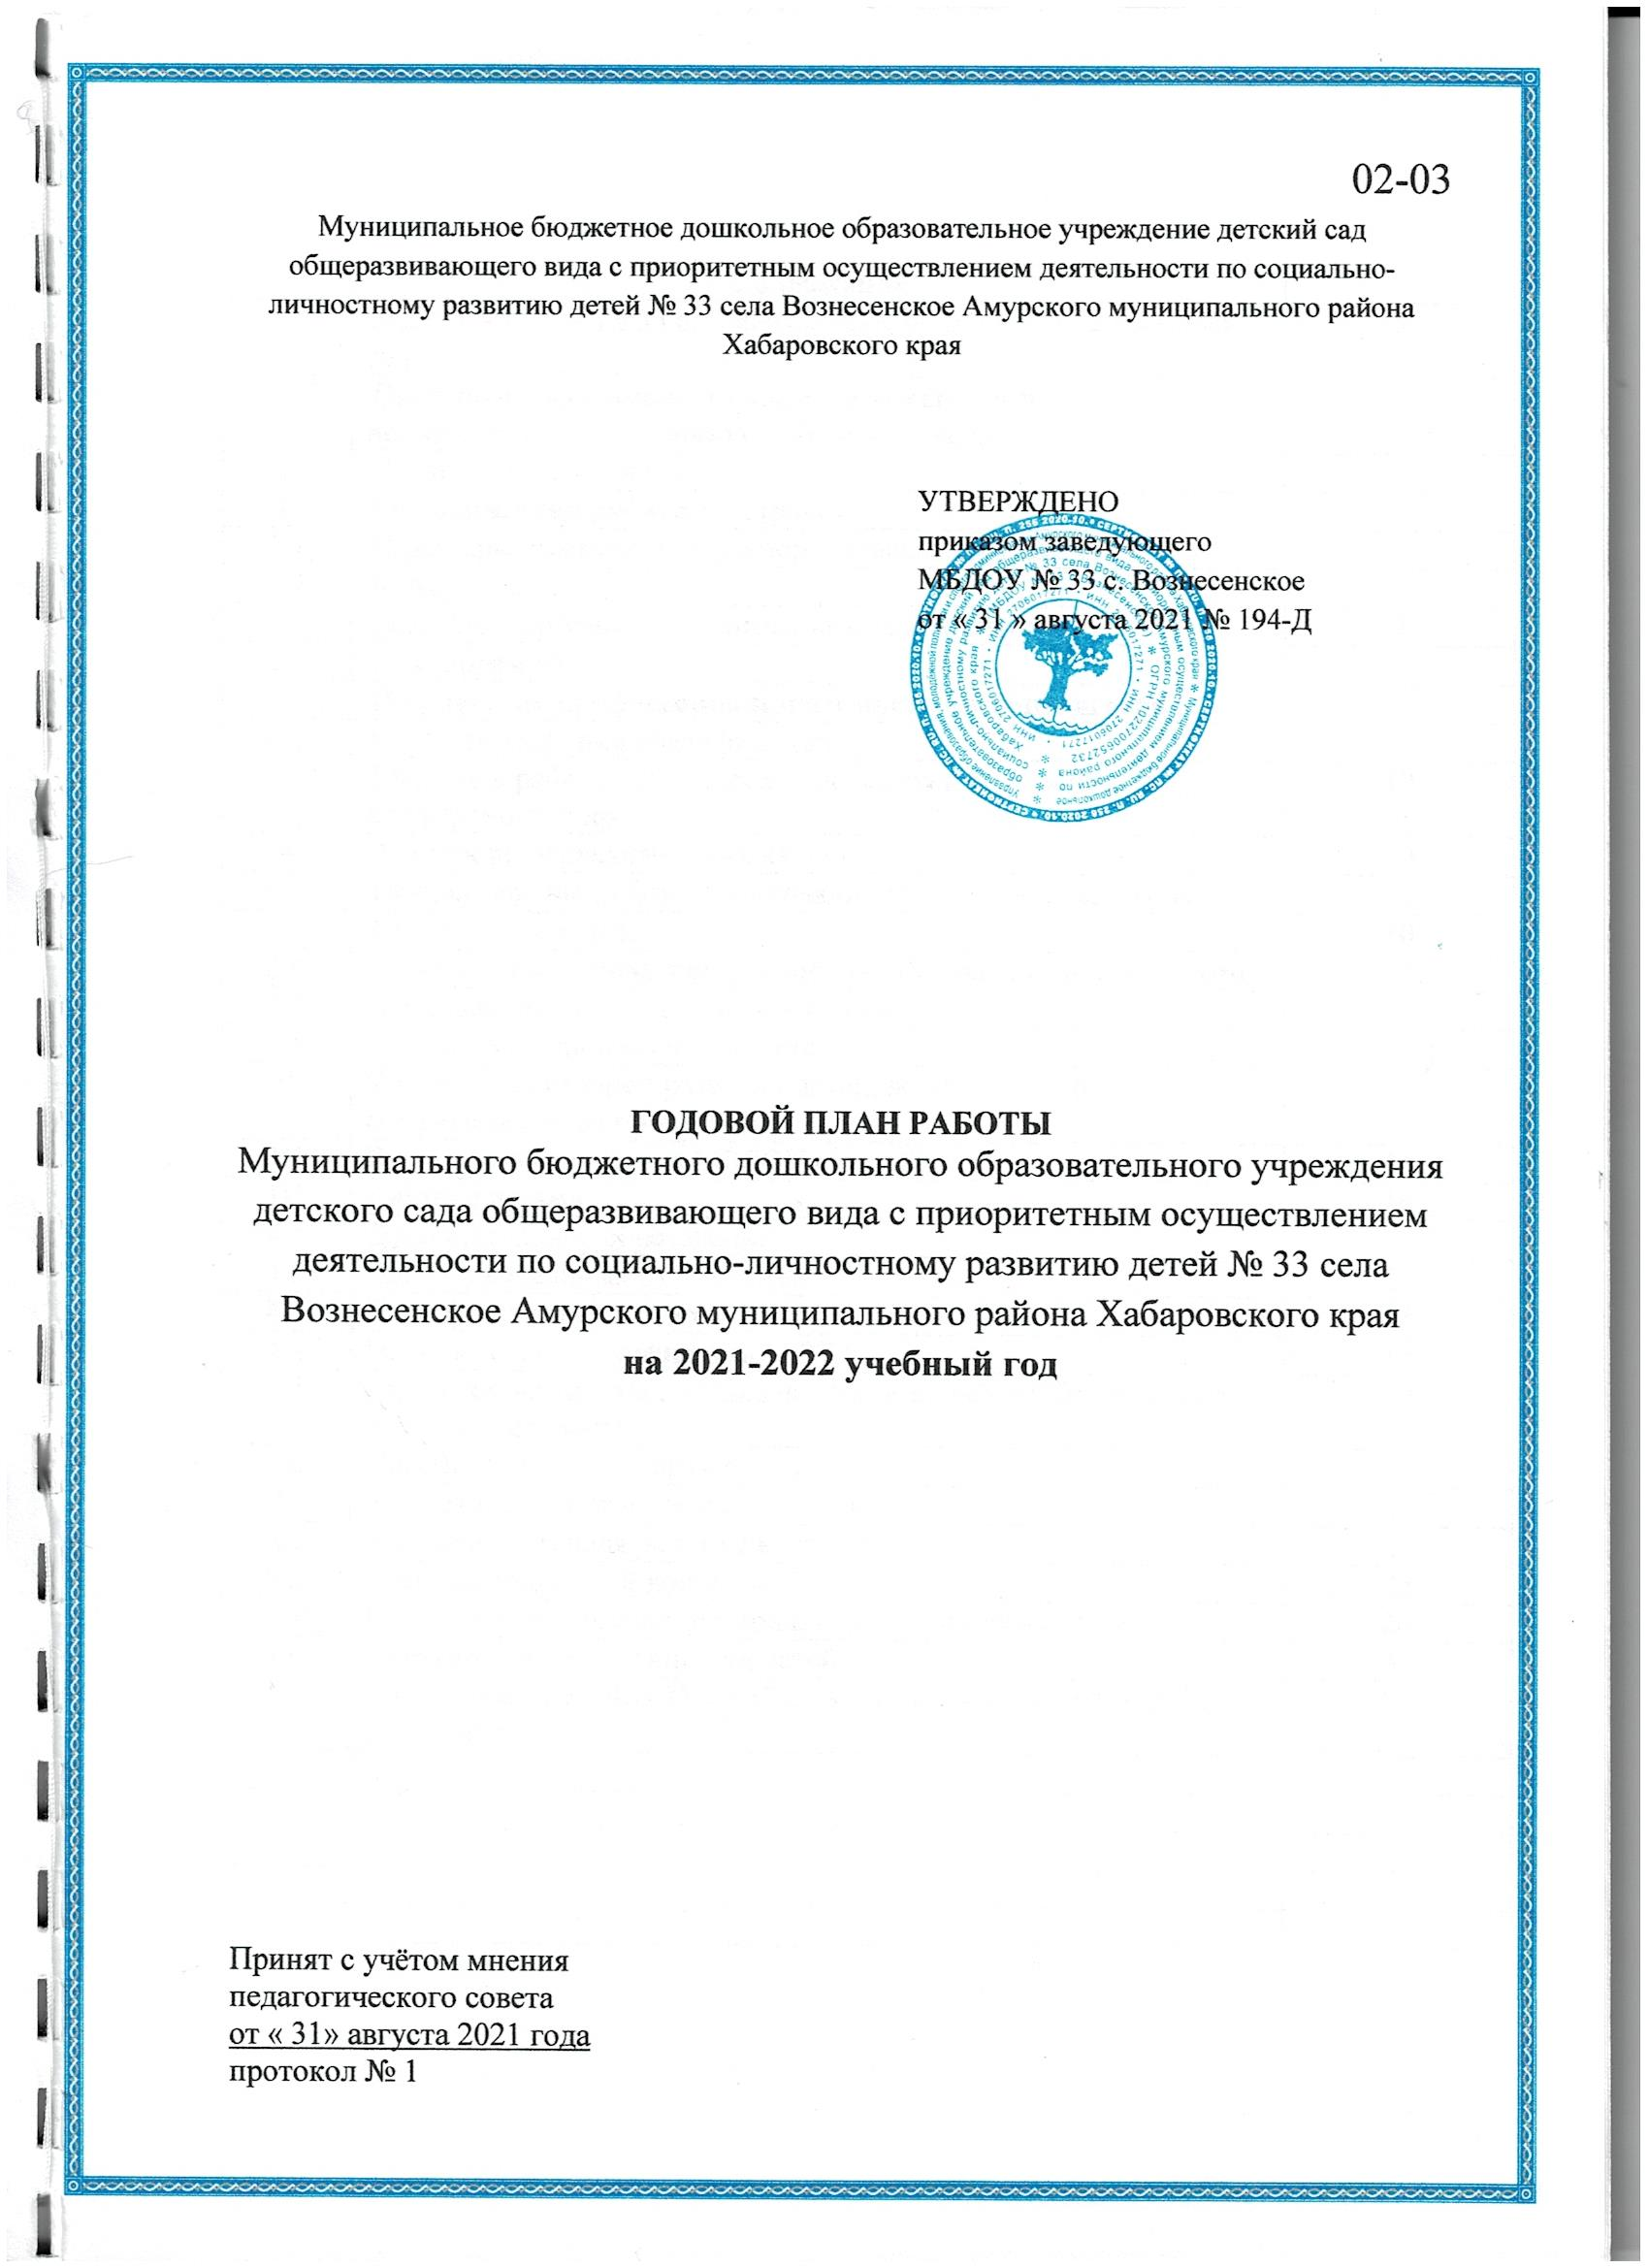 02-03
Муниципальное бюджетное дошкольное образовательное учреждение детский сад
общеразвивающего вида с приоритетным осуществлением деятельности по социально-
личностному развитию детей № 33 села Вознесенское Амурского муниципального района
Хабаровского края
УТВЕРЖДЕНО
приказом заведующего
МБДОУ № 33 с. Вознесенское
от « 31 » августа 2021 № 194-Д
ГОДОВОЙ ПЛАН РАБОТЫ
Муниципального бюджетного дошкольного образовательного учреждения
детского сада общеразвивающего вида с приоритетным осуществлением
деятельности по социально-личностному развитию детей № 33 села
Вознесенское Амурского муниципального района Хабаровского края
на 2021-2022 учебный год
Принят с учётом мнения
педагогического совета
от « 31» августа 2021 года
протокол № 1